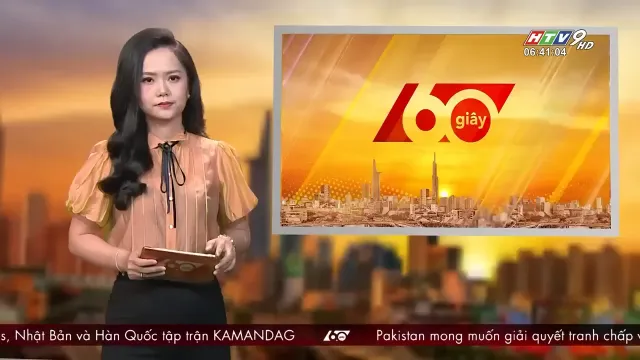 HTV9 HD
06:41:04
60 giây
s, Nhật Bản và Hàn Quốc tập trận KAMANDAG 60 Pakistan mong muốn giải quyết tranh chấp v